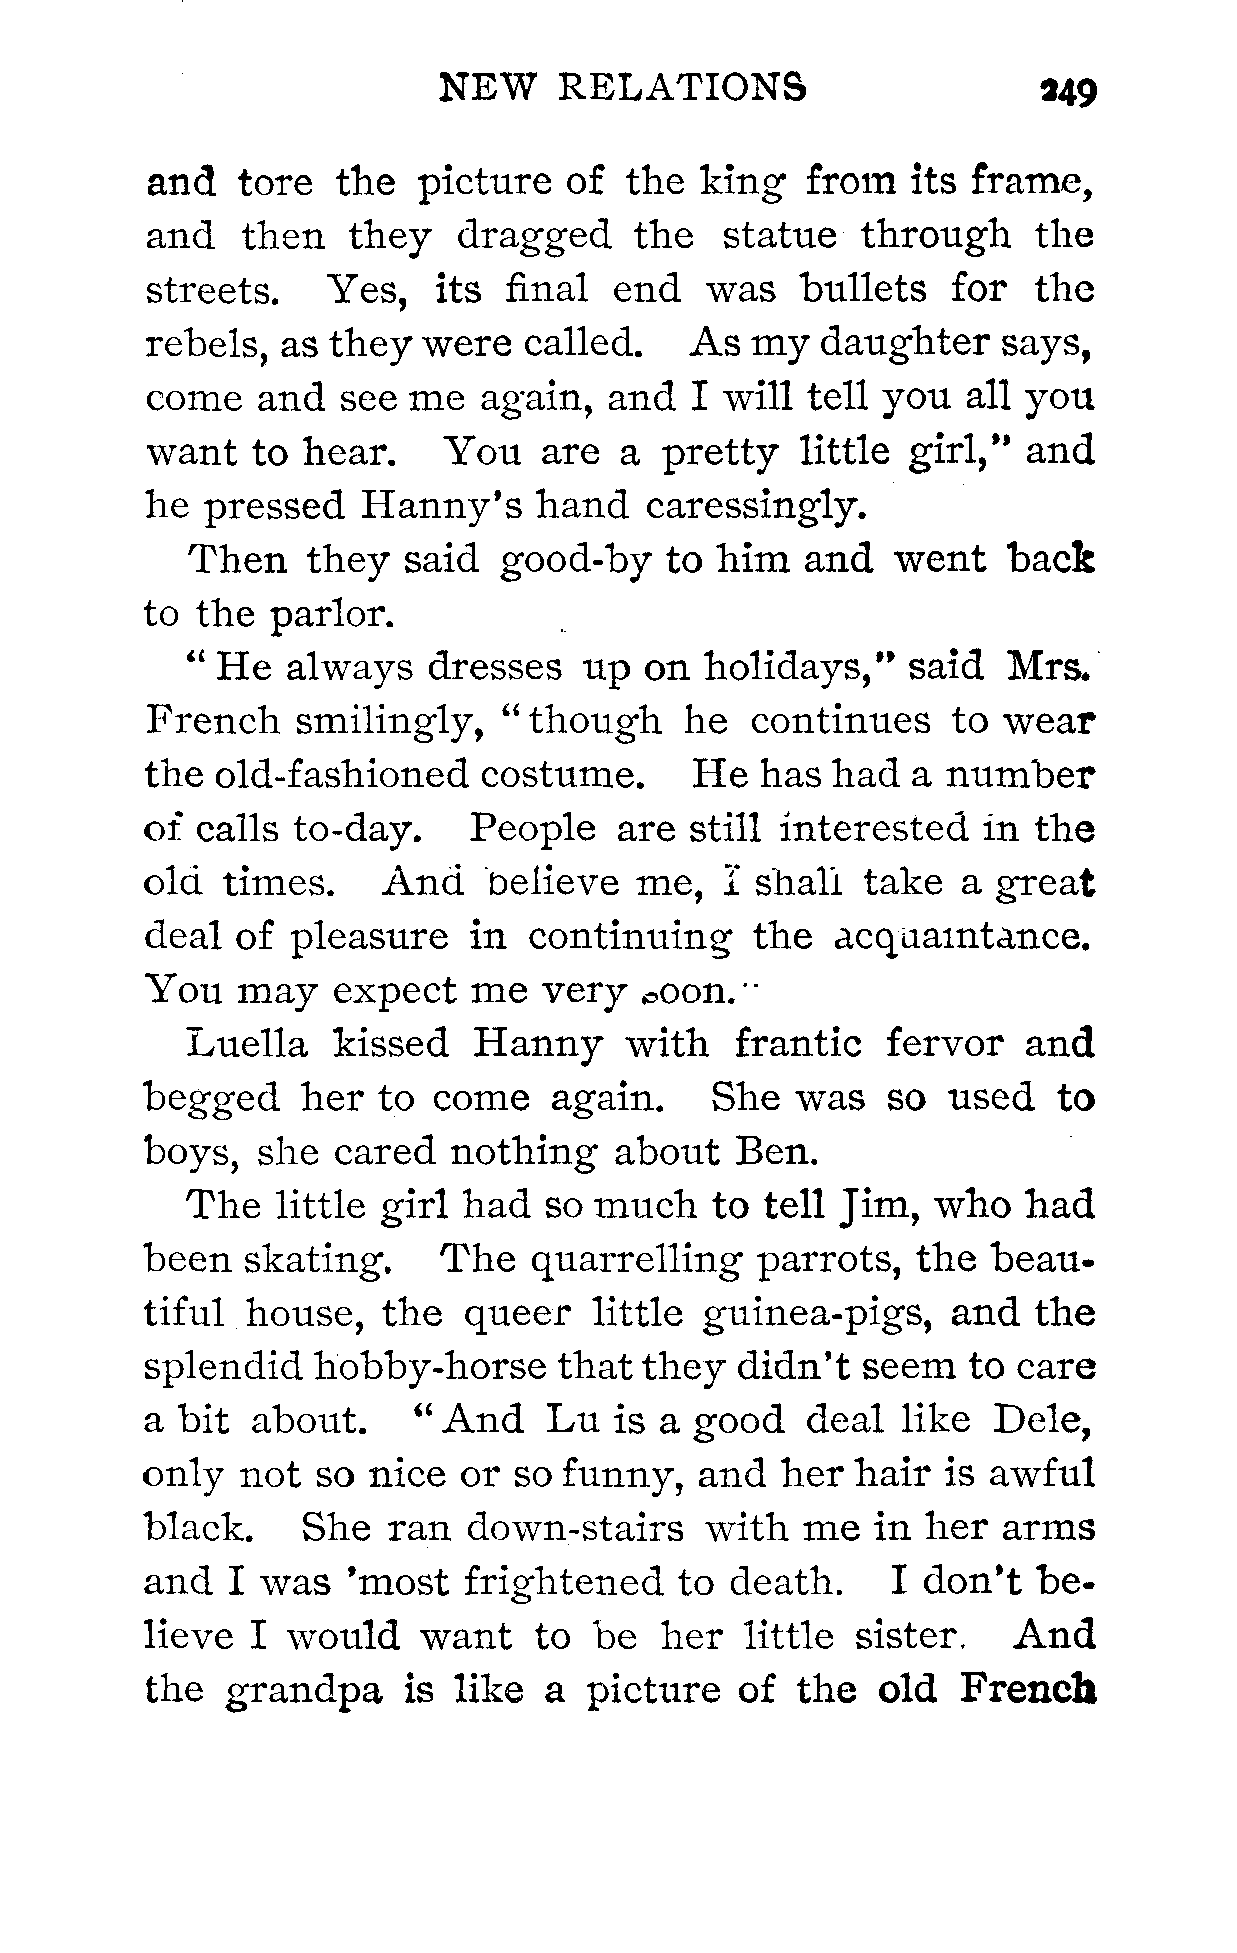 NEW RELATIONS 249
and tore the picture of the king from its frame,
and then they dragged the statue through the
streets. Yes, its final end was bullets for the
rebels, as they were called. As my daughter says,
come and see me again, and I will tell you all you
want to hear. You are a pretty little girl," and
he pressed Hanny's hand caressingly.
Then they said good-by to him and went back
to the parlor.
"He always dresses up on holidays," said Mrs.
French smilingly, "though he continues to wear
the old-fashioned costume. He has had a number
of calls to-day. People are still interested in the
old times. And believe me, I shall take a great
deal of pleasure in continuing the acquaintance.
You may expect me very soon."
Luella kissed Hanny with frantic fervor and
begged her to come again. She was so used to
boys, she cared nothing about Ben.
The little girl had so much to tell Jim, who had
been skating. The quarrelling parrots, the beau-
tiful house, the queer little guinea-pigs, and the
splendid hobby-horse that they didn't seem to care
a bit about. "And Lu is a good deal like Dele,
only not so nice or so funny, and her hair is awful
black. She ran down-stairs with me in her arms
and I was 'most frightened to death. I don't be-
lieve I would want to be her little sister. And
the grandpa is like a picture of the old French